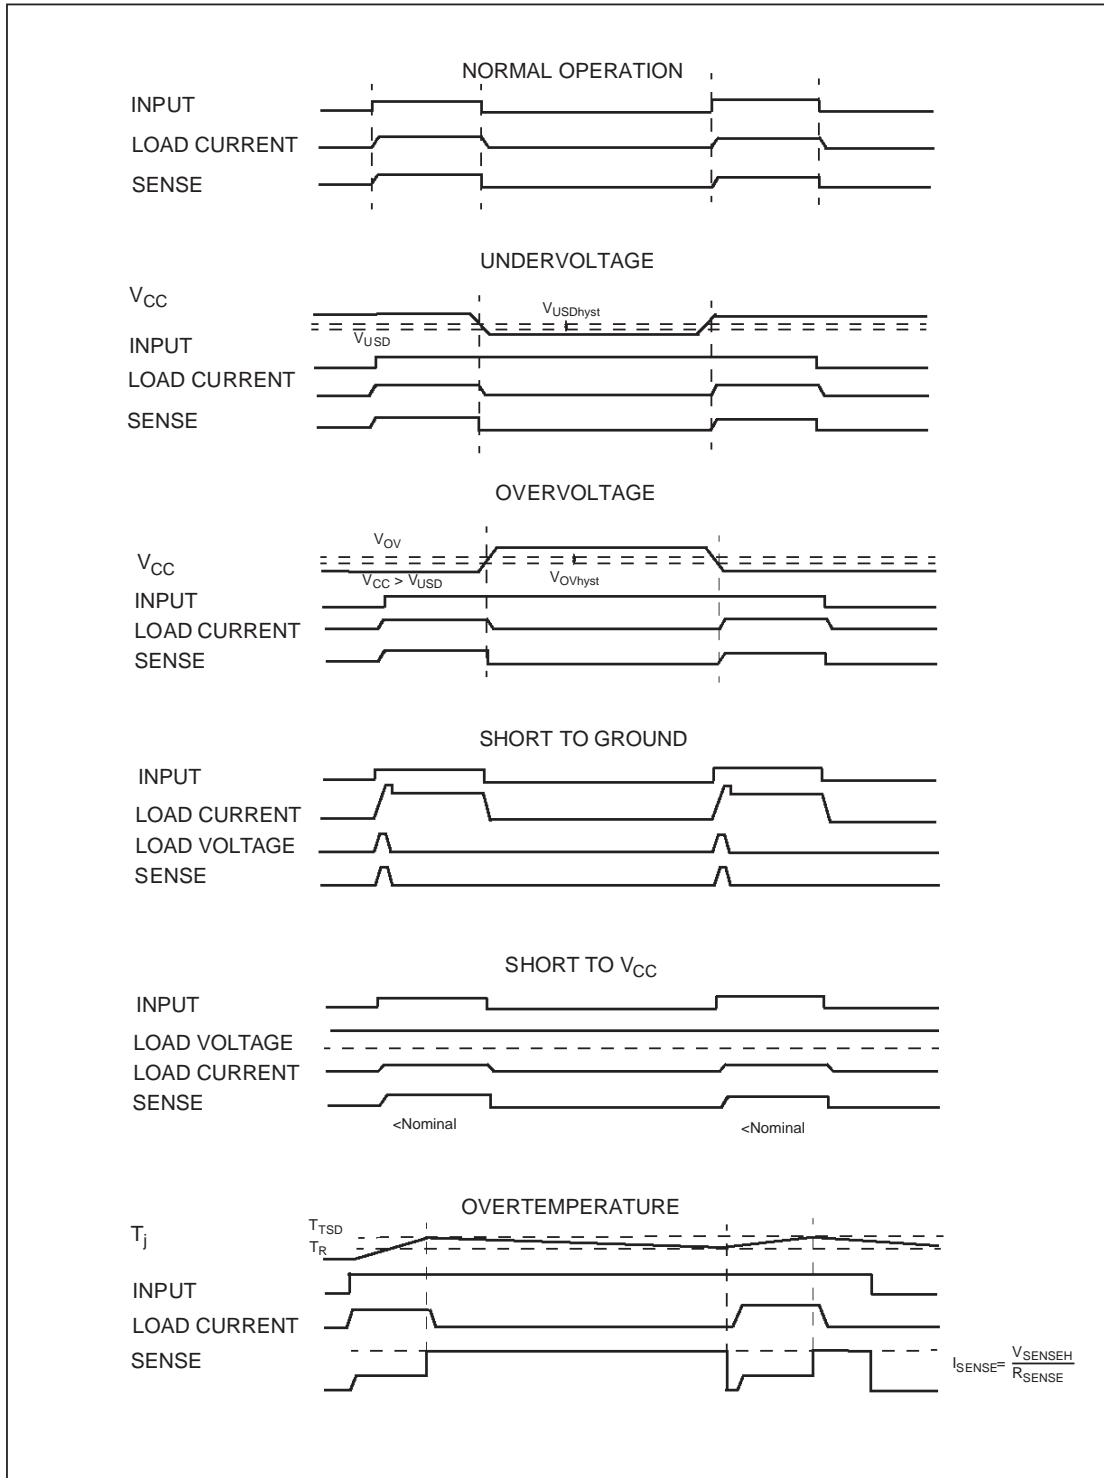 NORMAL OPERATION
INPUT
LOAD CURRENT
SENSE
UNDERVOLTAGE
VCC
VUSDhyst
VUSD
INPUT
LOAD CURRENT
SENSE
OVERVOLTAGE
VOV
VCC
VCC > VUSD
VOVhyst
INPUT
LOAD CURRENT
SENSE
SHORT TO GROUND
INPUT
LOAD CURRENT
LOAD VOLTAGE
SENSE
SHORT TO VCC
INPUT
LOAD VOLTAGE
LOAD CURRENT
SENSE
<Nominal
<Nominal
OVERTEMPERATURE
Tj
TTSD
TR
INPUT
LOAD CURRENT
SENSE
ISENSE= VSENSEH
RSENSE